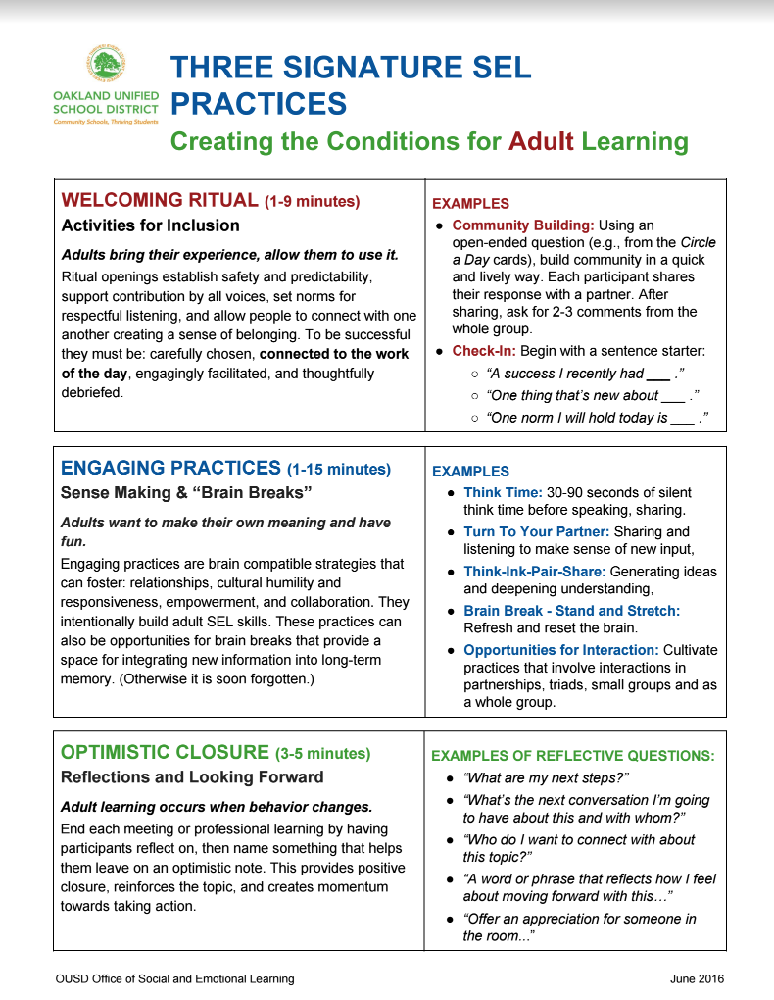 OAKLAND UNIFIED
SCHOOL DISTRICT
Community Schools, Thriving Students
THREE SIGNATURE SEL
PRACTICES
Creating the Conditions for Adult Learning
WELCOMING RITUAL (1-9 minutes)
Activities for Inclusion
Adults bring their experience, allow them to use it.
Ritual openings establish safety and predictability,
support contribution by all voices, set norms for
respectful listening, and allow people to connect with one
another creating a sense of belonging. To be successful
they must be: carefully chosen, connected to the work
of the day, engagingly facilitated, and thoughtfully
debriefed.
EXAMPLES
● Community Building: Using an
open-ended question (e.g., from the Circle
a Day cards), build community in a quick
and lively way. Each participant shares
their response with a partner. After
sharing, ask for 2-3 comments from the
whole group.
● Check-In: Begin with a sentence starter:
○ “A success I recently had ___ .”
○ “One thing that’s new about ___ .”
○ “One norm I will hold today is ___ .”
ENGAGING PRACTICES (1-15 minutes)
Sense Making & “Brain Breaks”
Adults want to make their own meaning and have
fun.
Engaging practices are brain compatible strategies that
can foster: relationships, cultural humility and
responsiveness, empowerment, and collaboration. They
intentionally build adult SEL skills. These practices can
also be opportunities for brain breaks that provide a
space for integrating new information into long-term
memory. (Otherwise it is soon forgotten.)
EXAMPLES
● Think Time: 30-90 seconds of silent
think time before speaking, sharing.
● Turn To Your Partner: Sharing and
listening to make sense of new input,
● Think-Ink-Pair-Share: Generating ideas
and deepening understanding,
● Brain Break - Stand and Stretch:
Refresh and reset the brain.
● Opportunities for Interaction: Cultivate
practices that involve interactions in
partnerships, triads, small groups and as
a whole group.
OPTIMISTIC CLOSURE (3-5 minutes)
Reflections and Looking Forward
Adult learning occurs when behavior changes.
End each meeting or professional learning by having
participants reflect on, then name something that helps
them leave on an optimistic note. This provides positive
closure, reinforces the topic, and creates momentum
towards taking action.
EXAMPLES OF REFLECTIVE QUESTIONS:
● “What are my next steps?”
● “What’s the next conversation I’m going
to have about this and with whom?”
● “Who do I want to connect with about
this topic?”
● “A word or phrase that reflects how I feel
about moving forward with this…”
● “Offer an appreciation for someone in
the room...”
OUSD Office of Social and Emotional Learning
June 2016